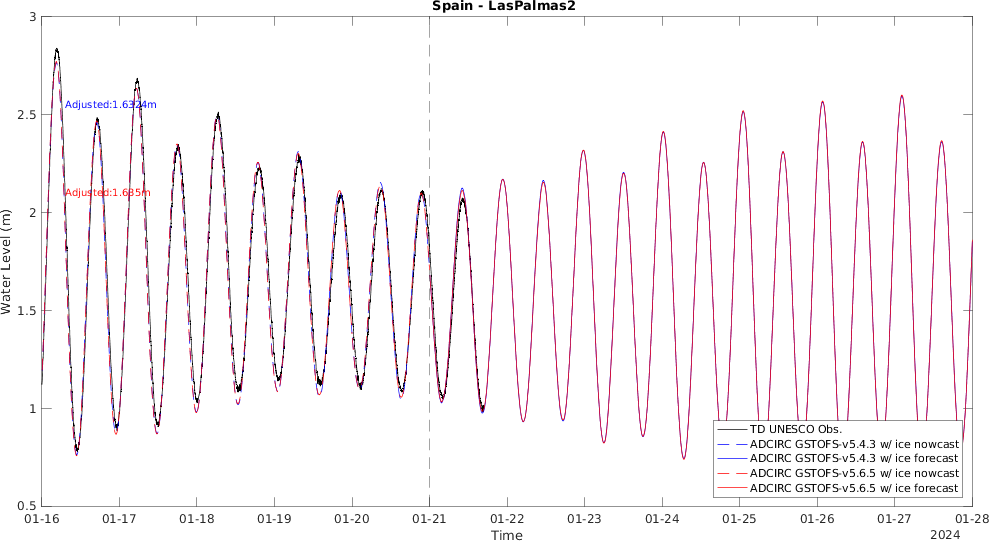 Spain - LasPalmas2
3
2.5
2
1.5
1
0.5
Water Level (m)
Adjusted:1.6324m
Adjusted:1.635m
TD UNESCO Obs.
ADCIRC GSTOFS-v5.4.3 w/ ice nowcast
ADCIRC GSTOFS-v5.4.3 w/ ice forecast
ADCIRC GSTOFS-v5.6.5 w/ ice nowcast
ADCIRC GSTOFS-v5.6.5 w/ ice forecast
01-16 01-17 01-18 01-19 01-20 01-21 01-22 01-23 01-24 01-25 01-26 01-27 01-28
Time
2024